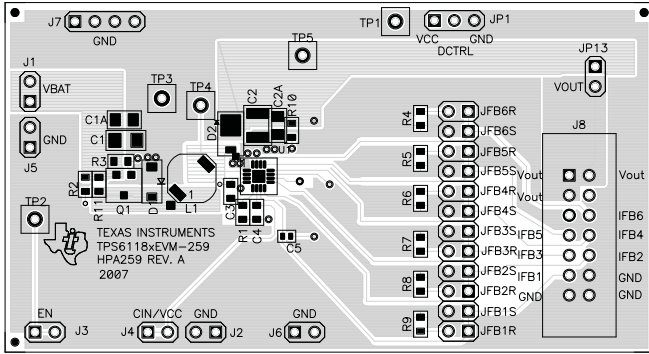 J7
GND
TP5
TP1
JP1
VCC
GND
DCTRL
JP13
VOUT
J1
VBAT
GND
J5
TP3
TP4
C1A
C1
R3
D2
C2
C2A
R10
R2
R11
Q1
L1
1
C3
R1
C4
C5
R4
R5
R6
R7
R8
R9
JFB6R
JFB6S
JFB5R
JFB5S
JFB4R
JFB4S
JFB3S
JFB3R
JFB2S
JFB2R
JFB1S
JFB1R
J8
Vout
Vout
Vout
IFB6
IFB5
IFB4
IFB3
IFB2
IFB1
GND
GND
GND
TP2
TEXAS INSTRUMENTS
TPS6118xEVM-259
HPA259 REV. A
2007
EN
J3
CIN/VCC
J4
GND
J2
GND
J6